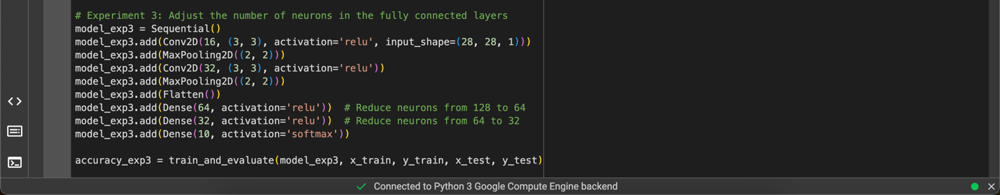 # Experiment 3: Adjust the number of neurons in the fully connected layers
model_exp3 = Sequential()
model_exp3.add(Conv2D(16, (3, 3), activation='relu', input_shape=(28, 28, 1)))
model_exp3.add(MaxPooling2D((2, 2)))
model_exp3.add(Conv2D(32, (3, 3), activation='relu'))
model_exp3.add(MaxPooling2D((2, 2)))
model_exp3.add(Flatten())
model_exp3.add(Dense(64, activation='relu'))  # Reduce neurons from 128 to 64
model_exp3.add(Dense(32, activation='relu'))  # Reduce neurons from 64 to 32
model_exp3.add(Dense(10, activation='softmax'))
accuracy_exp3 = train_and_evaluate(model_exp3, x_train, y_train, x_test, y_test)
Connected to Python 3 Google Compute Engine backend